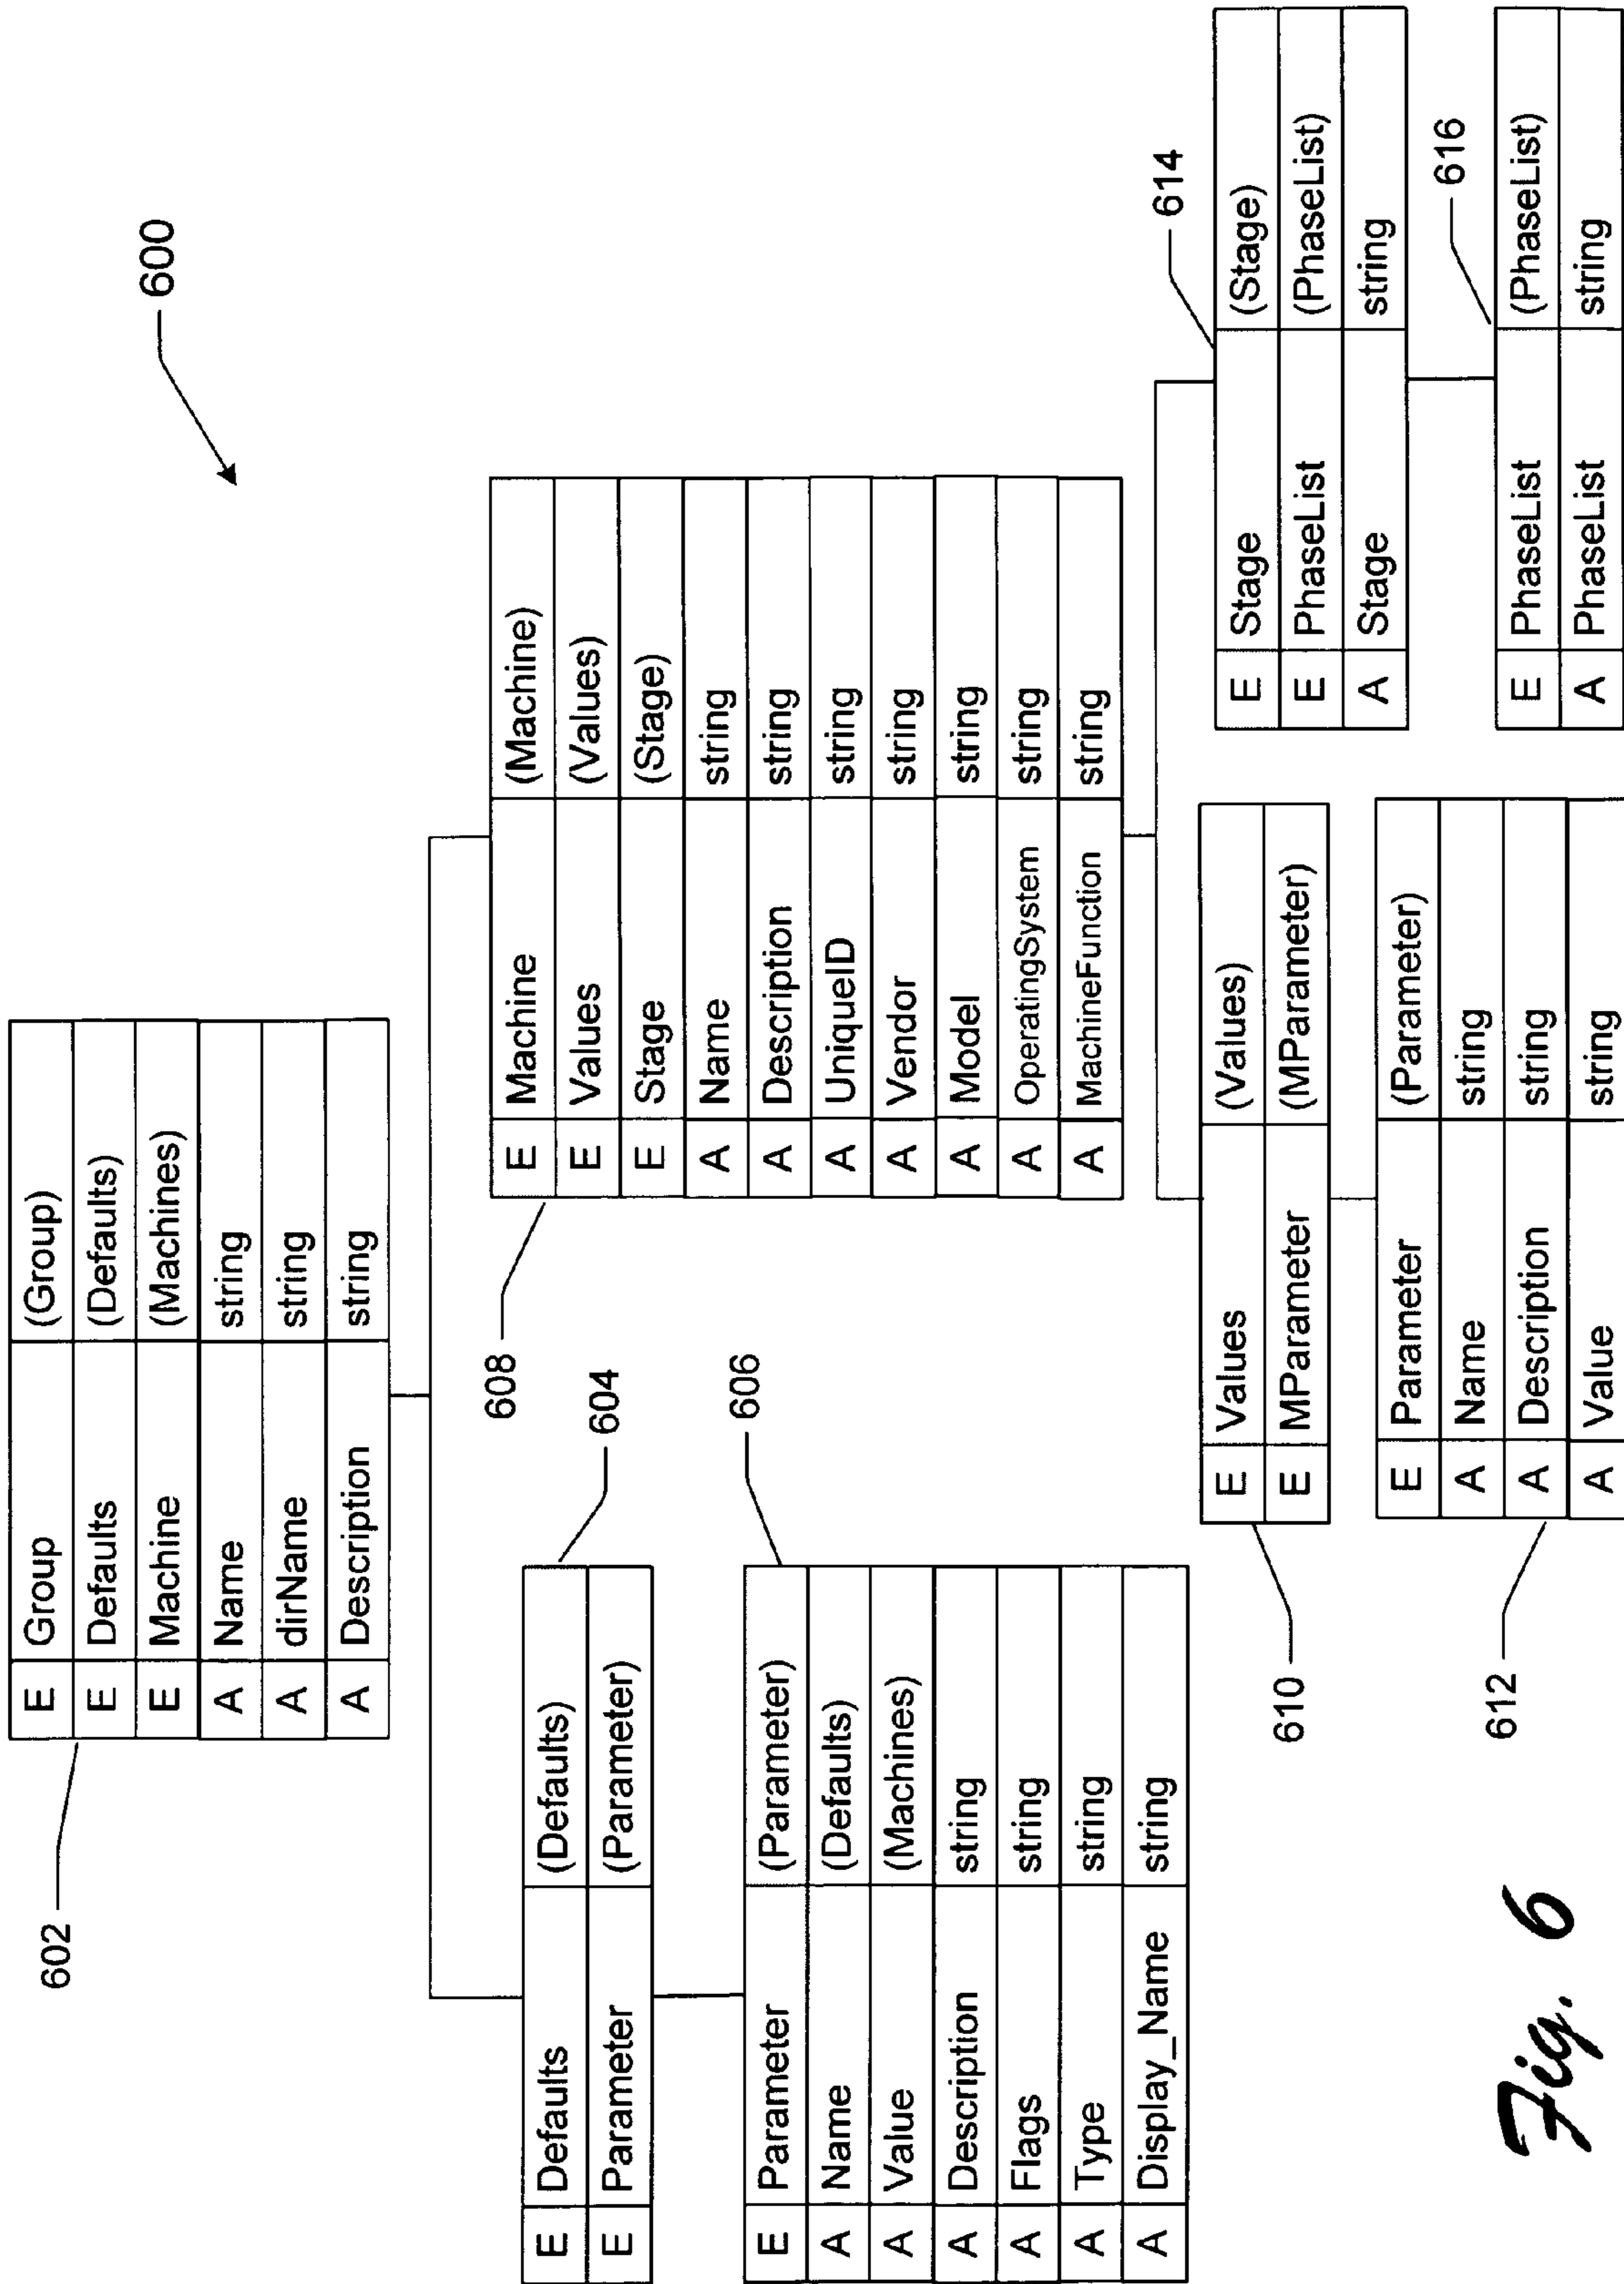 600
602
E Group (Group)
E Defaults (Defaults)
E Machine (Machines)
A Name string
A dirName string
A Description string
604
E Defaults (Defaults)
E Parameter (Parameter)
606
E Parameter (Parameter)
A Name (Defaults)
A Value (Machines)
A Description string
A Flags string
A Type string
A Display_Name string
608
E Machine (Machine)
E Values (Values)
E Stage (Stage)
A Name string
A Description string
A UniqueID string
A Vendor string
A Model string
A OperatingSystem string
A MachineFunction string
610
E Values (Values)
E MParameter (MParameter)
612
E Parameter (Parameter)
A Name string
A Description string
A Value string
614
E Stage (Stage)
E PhaseList (PhaseList)
A Stage string
616
E PhaseList (PhaseList)
A PhaseList string
Fig. 6